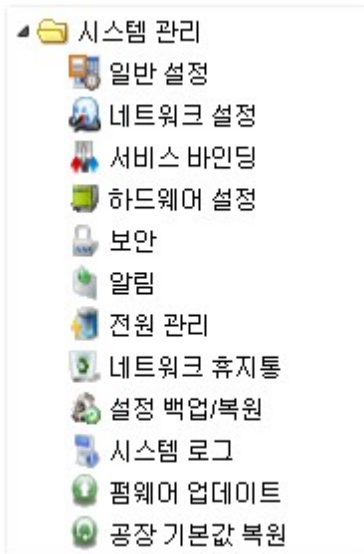 시스템 관리
일반 설정
네트워크 설정
서비스 바인딩
하드웨어 설정
보안
알림
전원 관리
네트워크 휴지통
설정 백업/복원
시스템 로그
펌웨어 업데이트
공장 기본값 복원